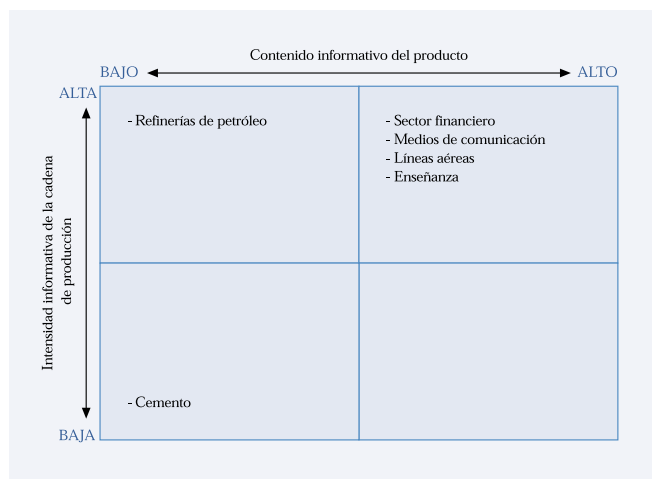 Contenido informativo del producto
BAJO
ALTO
ALTA
- Refinerías de petróleo
- Sector financiero
- Medios de comunicación
- Líneas aéreas
- Enseñanza
Intensidad informativa de la cadena
de producción
- Cemento
BAJA